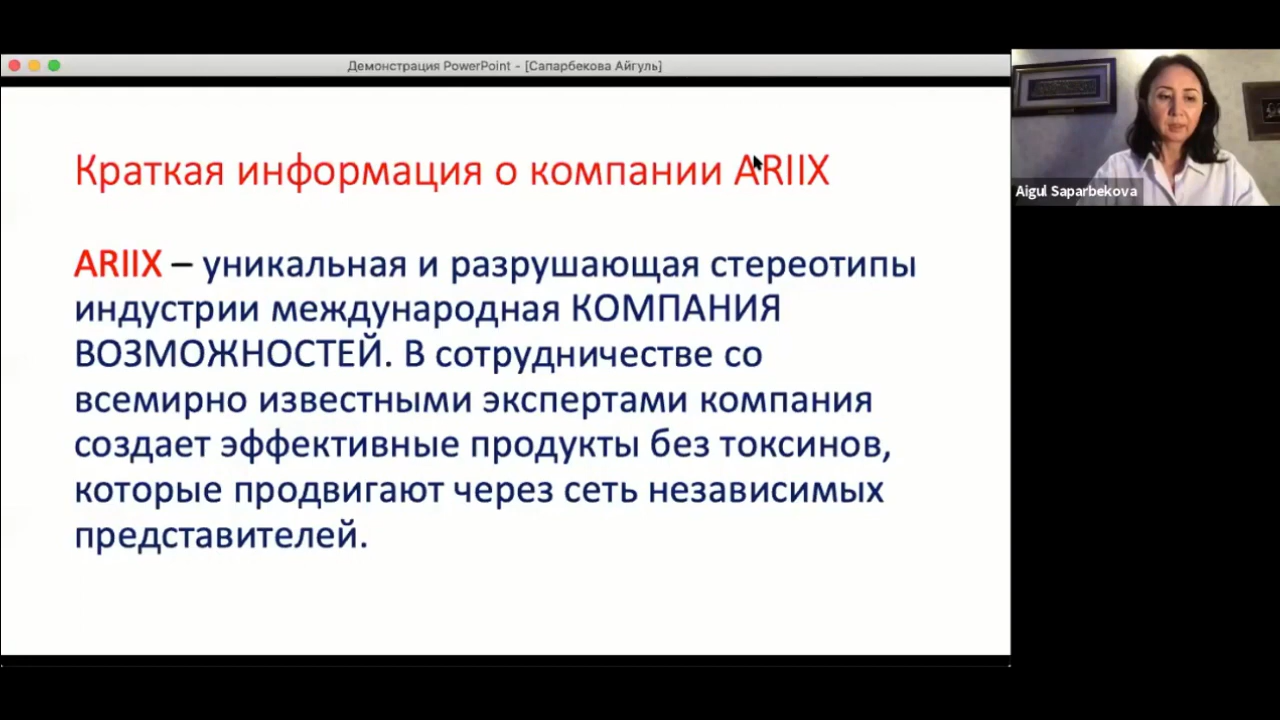 Демонстрация PowerPoint - [Сапарбекова Айгуль]
Краткая информация о компании ARIIX
ARIIX – уникальная и разрушающая стереотипы
индустрии международная КОМПАНИЯ
ВОЗМОЖНОСТЕЙ. В сотрудничестве со
всемирно известными экспертами компания
создает эффективные продукты без токсинов,
которые продвигают через сеть независимых
представителей.
Aigul Saparbekova